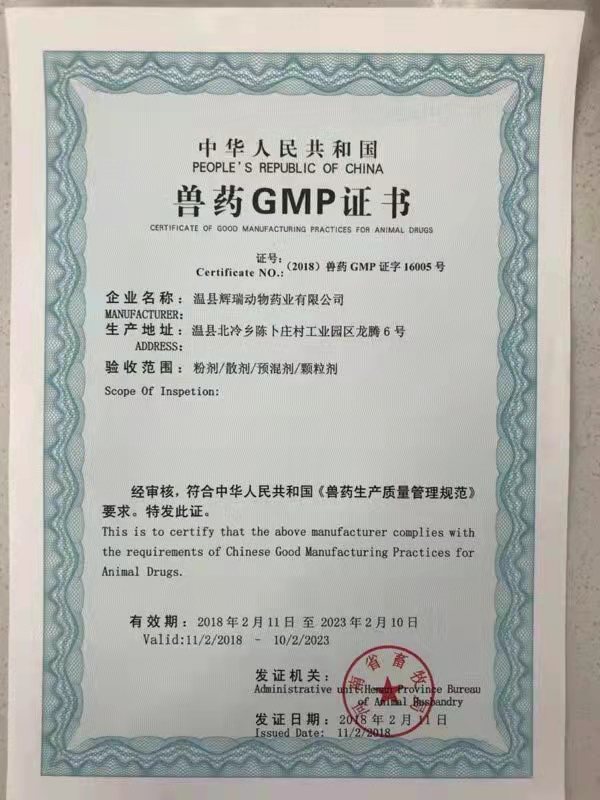 中华人民共和国
PEOPLE'S REPUBLIC OF CHINA
兽药GMP证书
CERTIFICATE OF GOOD MANUFACTURING PRACTICES FOR ANIMAL DRUGS
证号：
Certificate NO.:（2018）兽药 GMP 证字 16005 号
企业名称：温县辉瑞动物药业有限公司
MANUFACTURER:
生产地址：温县北冷乡陈卜庄村工业园区龙腾 6 号
ADDRESS:
验收范围：粉剂/散剂/预混剂/颗粒剂
Scope Of Inspetion:
经审核，符合中华人民共和国《兽药生产质量管理规范》
要求。特发此证。
This is to certify that the above manufacturer complies with
the requirements of Chinese Good Manufacturing Practices for
Animal Drugs.
有效期：2018 年 2 月 11 日 至 2023 年 2 月 10 日
Valid:11/2/2018 - 10/2/2023
发证机关：
Administrative unit:Henan Province Bureau
of Animal Husbandry
河南省畜牧局
发证日期：2018 年 2 月 11 日
Issued Date: 11/2/2018